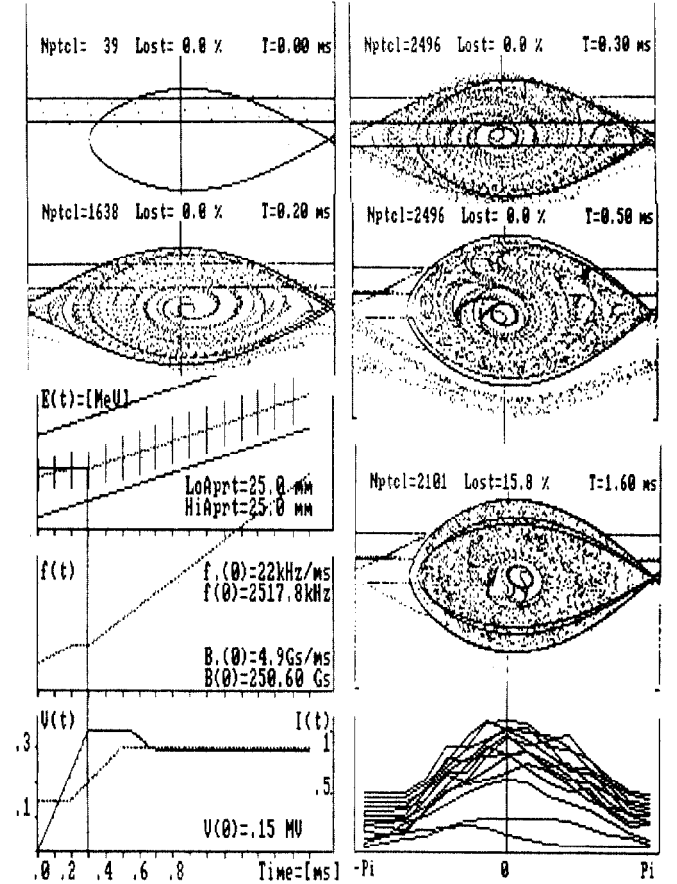 Nptcl= 39 Lost= 0.0 % T=0.00 ms
Nptcl=2496 Lost= 0.0 % T=0.30 ms
Nptcl=1638 Lost= 0.0 % T=0.20 ms
Nptcl=2496 Lost= 0.0 % T=0.50 ms
E(t)=[MeV]
LoAprt=25.0 mm
HiAprt=25.0 mm
Nptcl=2101 Lost=15.8 % T=1.60 ms
f(t)
f.(0)=22kHz/ms
f(0)=2517.8kHz
B.(0)=4.9Gs/ms
B(0)=250.60 Gs
V(t) I(t)
.3 1
.5
.1
V(0)=.15 MV
.0 .2 .4 .6 .8 Time=[ms]
-Pi 0 Pi